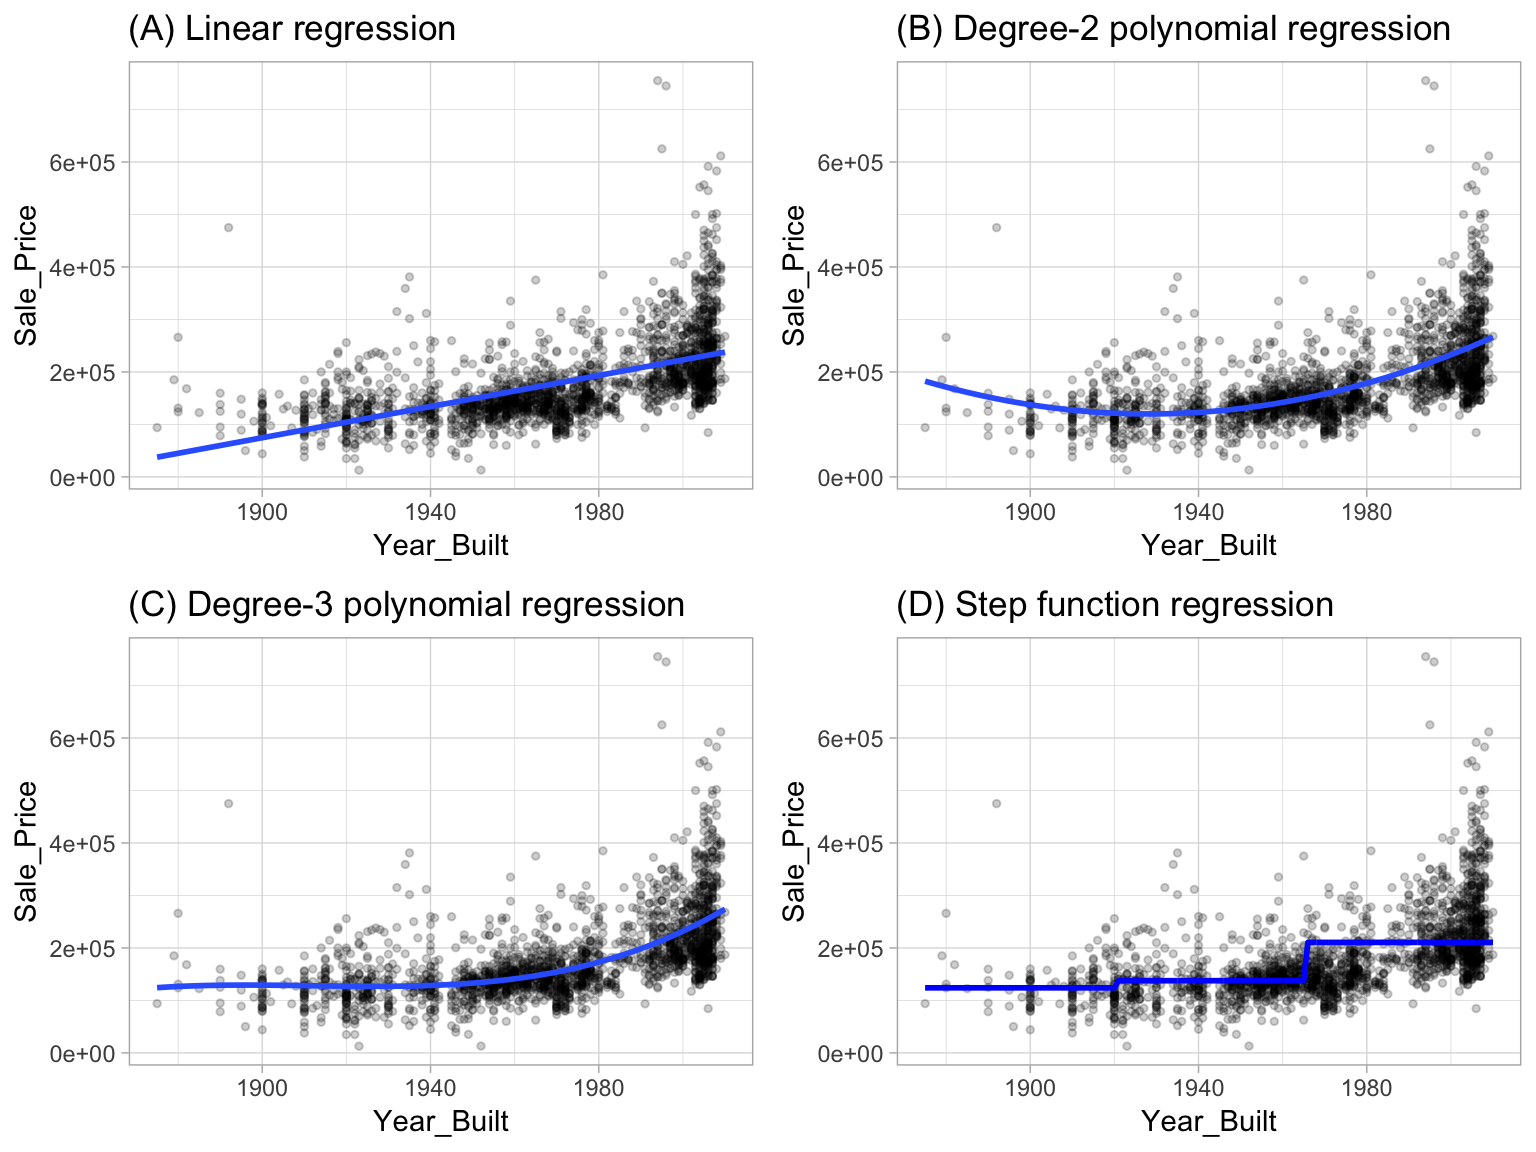 (A) Linear regression
6e+05
4e+05
2e+05
0e+00
Sale_Price
1900 1940 1980
Year_Built
(B) Degree-2 polynomial regression
6e+05
4e+05
2e+05
0e+00
Sale_Price
1900 1940 1980
Year_Built
(C) Degree-3 polynomial regression
6e+05
4e+05
2e+05
0e+00
Sale_Price
1900 1940 1980
Year_Built
(D) Step function regression
6e+05
4e+05
2e+05
0e+00
Sale_Price
1900 1940 1980
Year_Built